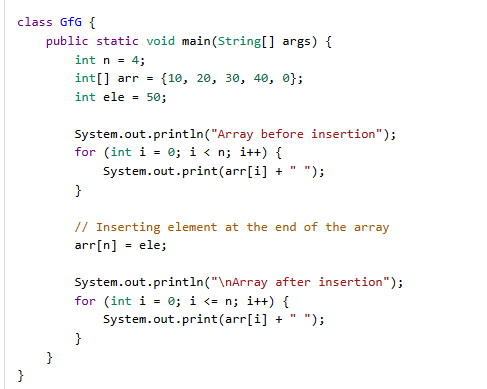 class GfG {
    public static void main(String[] args) {
        int n = 4;
        int[] arr = {10, 20, 30, 40, 0};
        int ele = 50;

        System.out.println("Array before insertion");
        for (int i = 0; i < n; i++) {
            System.out.print(arr[i] + " ");
        }

        // Inserting element at the end of the array
        arr[n] = ele;

        System.out.println("\nArray after insertion");
        for (int i = 0; i <= n; i++) {
            System.out.print(arr[i] + " ");
        }
    }
}